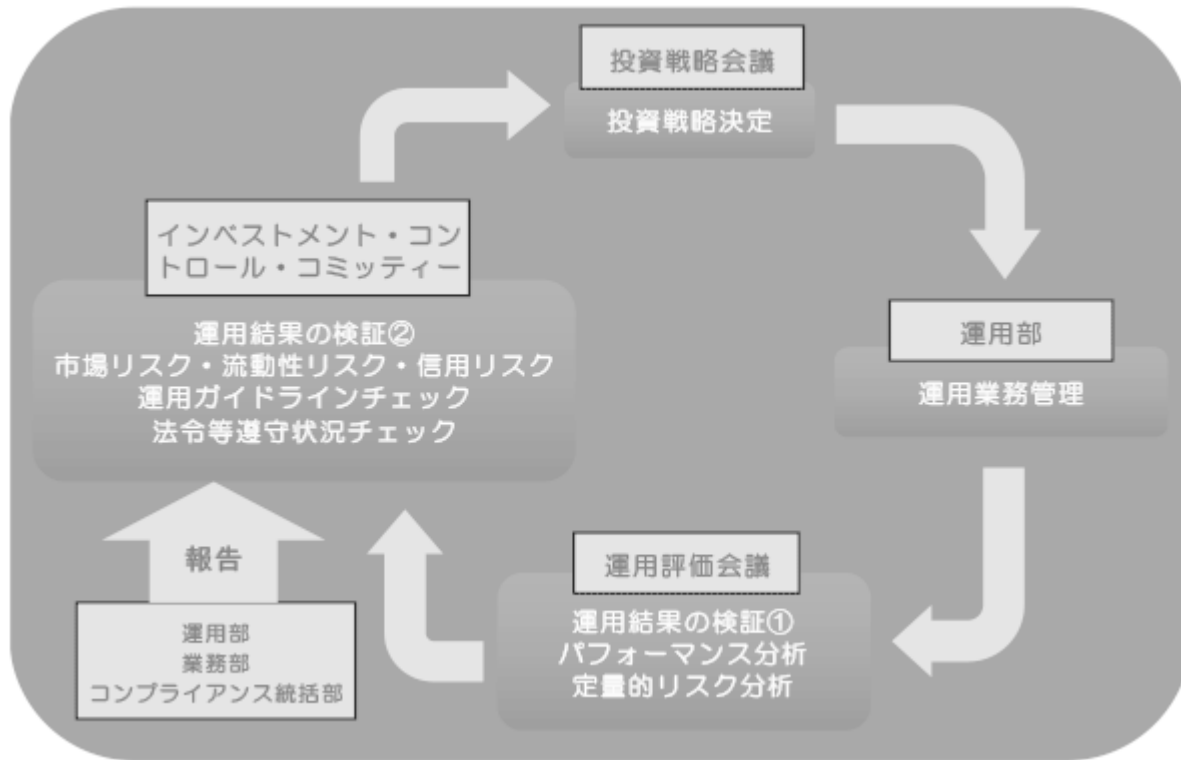 投資戦略会議
投資戦略決定
インベストメント・コン
トロール・コミッティー
運用結果の検証②
市場リスク・流動性リスク・信用リスク
運用ガイドラインチェック
法令等遵守状況チェック
運用部
運用業務管理
運用評価会議
運用結果の検証①
パフォーマンス分析
定量的リスク分析
報告
運用部
業務部
コンプライアンス統括部